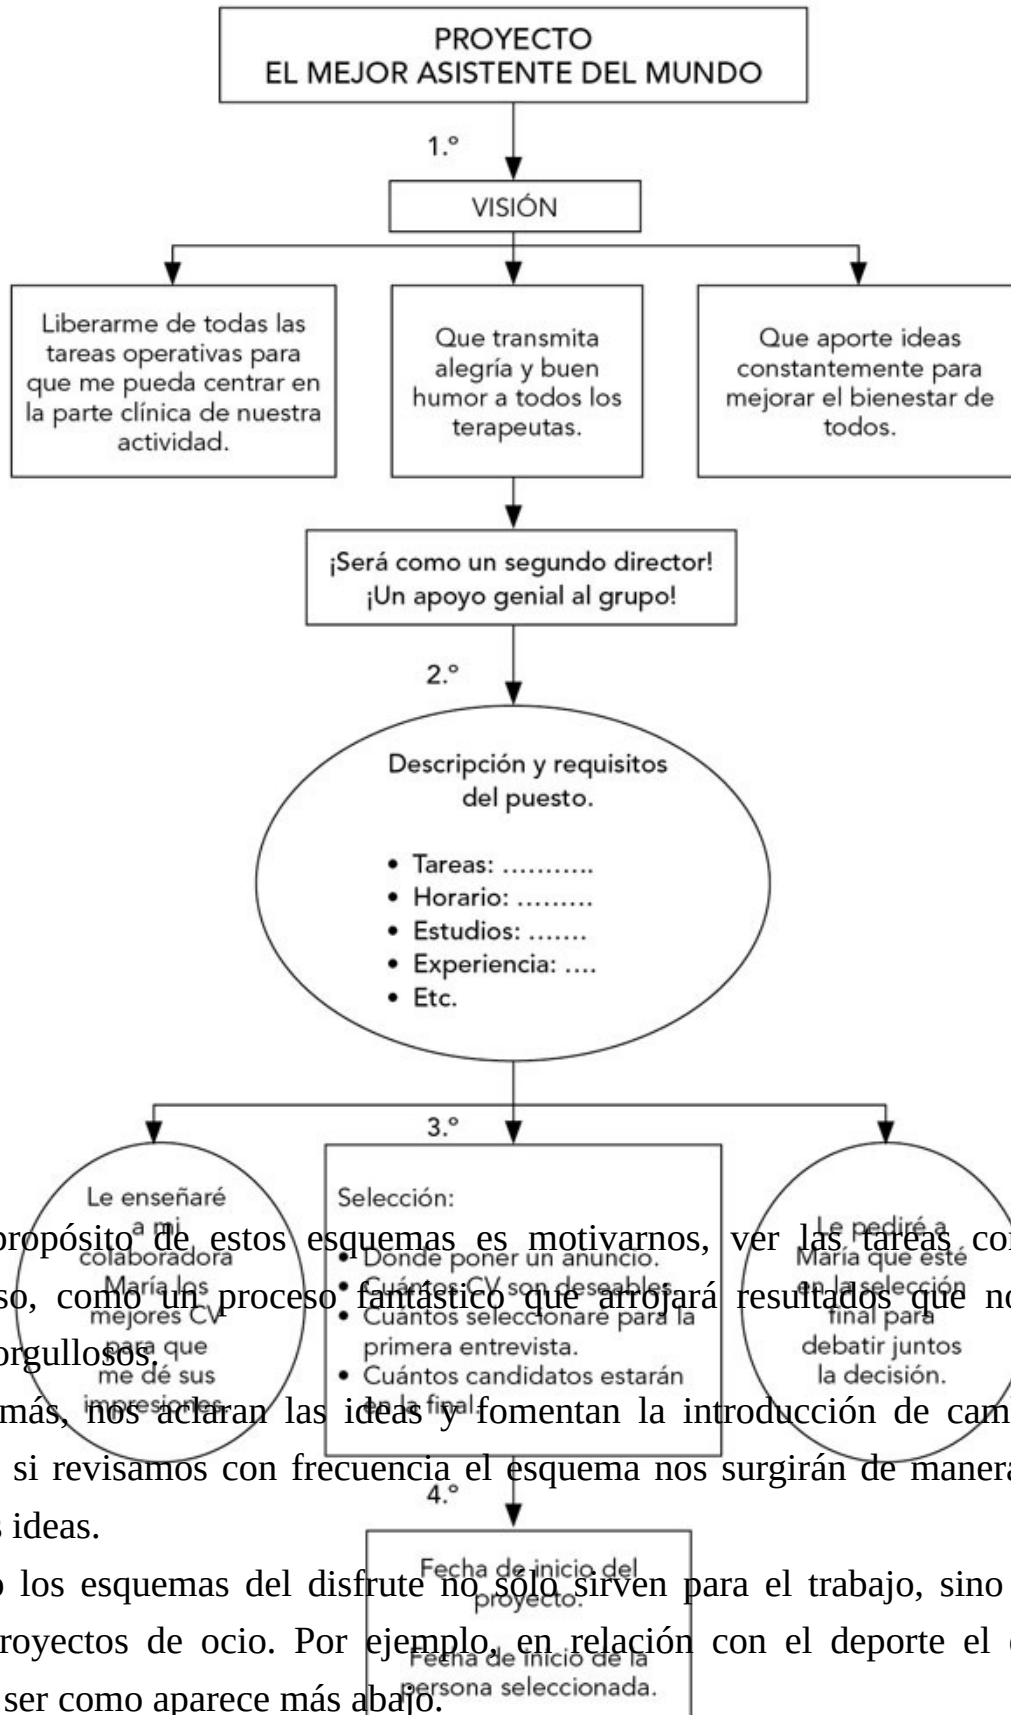 PROYECTO
EL MEJOR ASISTENTE DEL MUNDO
1.º
VISIÓN
Liberarme de todas las
tareas operativas para
que me pueda centrar en
la parte clínica de nuestra
actividad.
Que transmita
alegría y buen
humor a todos los
terapeutas.
Que aporte ideas
constantemente para
mejorar el bienestar de
todos.
¡Será como un segundo director!
¡Un apoyo genial al grupo!
2.º
Descripción y requisitos
del puesto.
• Tareas: ...........
• Horario: .........
• Estudios: .......
• Experiencia: ....
• Etc.
3.º
Le enseñaré
a mi
colaboradora
María los
mejores CV
para que
me dé sus
impresiones.
Selección:
• Dónde poner un anuncio.
• Cuántos CV son deseables.
• Cuántos seleccionaré para la
primera entrevista.
• Cuántos candidatos estarán
en la final.
Le pediré a
María que esté
en la selección
final para
debatir juntos
la decisión.
4.º
Fecha de inicio del
proyecto.
Fecha de inicio de la
persona seleccionada.
propósito de estos esquemas es motivarnos, ver las tareas
como un proceso fantástico que arrojará resultados que
orgullosos.
más, nos aclaran las ideas y fomentan la introducción de
si revisamos con frecuencia el esquema nos surgirán de manera
ideas.
los esquemas del disfrute no sólo sirven para el trabajo, sino
royectos de ocio. Por ejemplo, en relación con el deporte el
ser como aparece más abajo.